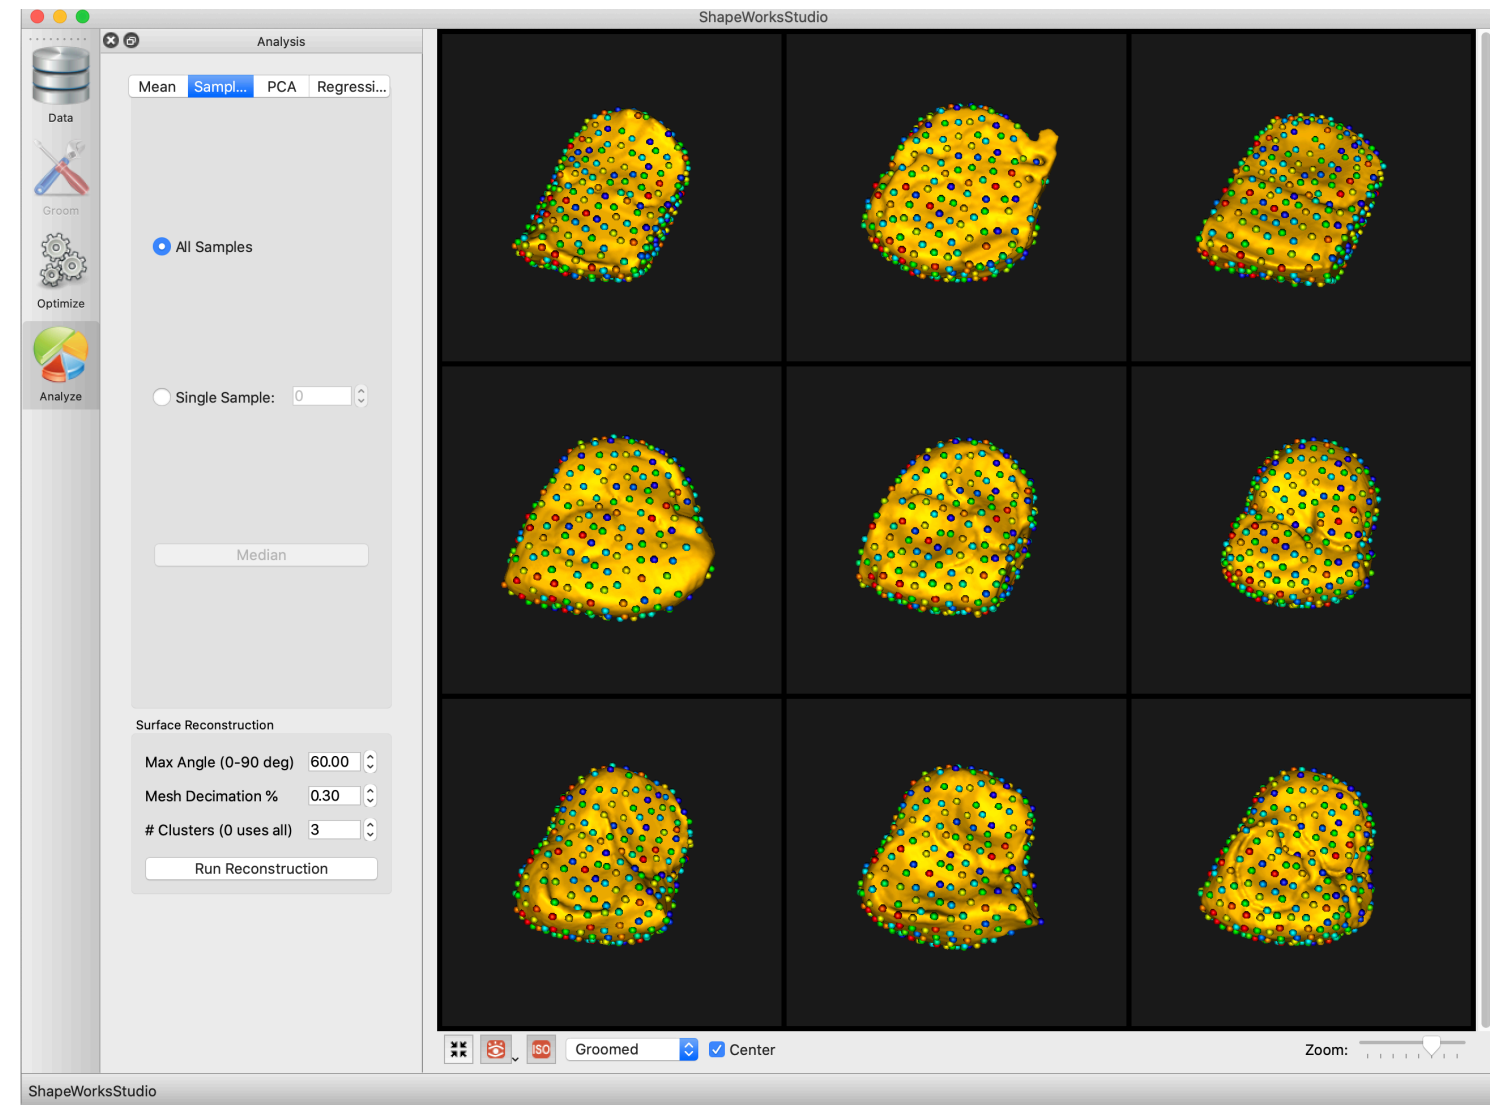 ShapeWorksStudio
Analysis
Data
Groom
Optimize
Analyze
Mean Sampl... PCA Regressi...
All Samples
Single Sample: 0
Median
Surface Reconstruction
Max Angle (0-90 deg) 60.00
Mesh Decimation % 0.30
# Clusters (0 uses all) 3
Run Reconstruction
ISO Groomed Center Zoom:
ShapeWorksStudio